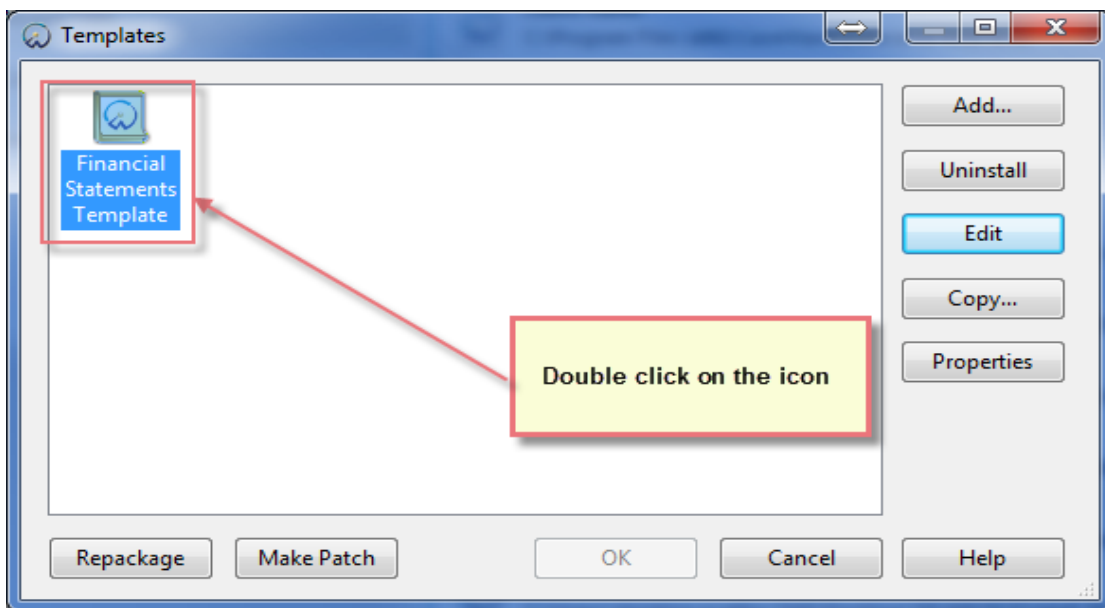 Templates
Financial
Statements
Template
Add...
Uninstall
Edit
Copy...
Properties
Double click on the icon
Repackage
Make Patch
OK
Cancel
Help